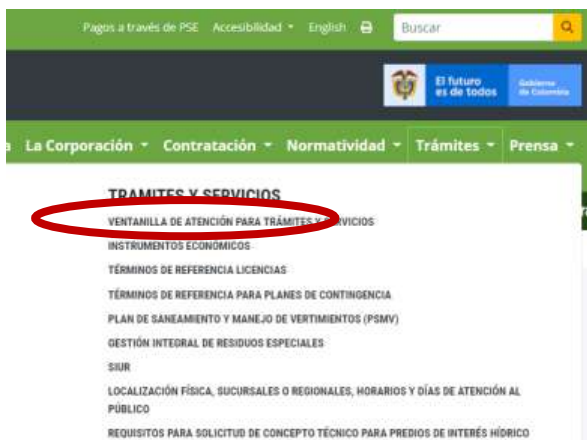 Pagos a través de PSE Accesibilidad English Buscar
El futuro
es de todos
Gobierno
de Colombia
a La Corporación Contratación Normatividad Trámites Prensa
TRAMITES Y SERVICIOS
VENTANILLA DE ATENCIÓN PARA TRÁMITES Y SERVICIOS
INSTRUMENTOS ECONÓMICOS
TÉRMINOS DE REFERENCIA LICENCIAS
TÉRMINOS DE REFERENCIA PARA PLANES DE CONTINGENCIA
PLAN DE SANEAMIENTO Y MANEJO DE VERTIMIENTOS (PSMV)
GESTIÓN INTEGRAL DE RESIDUOS ESPECIALES
SIUR
LOCALIZACIÓN FÍSICA, SUCURSALES O REGIONALES, HORARIOS Y DÍAS DE ATENCIÓN AL
PÚBLICO
REQUISITOS PARA SOLICITUD DE CONCEPTO TÉCNICO PARA PREDIOS DE INTERÉS HÍDRICO